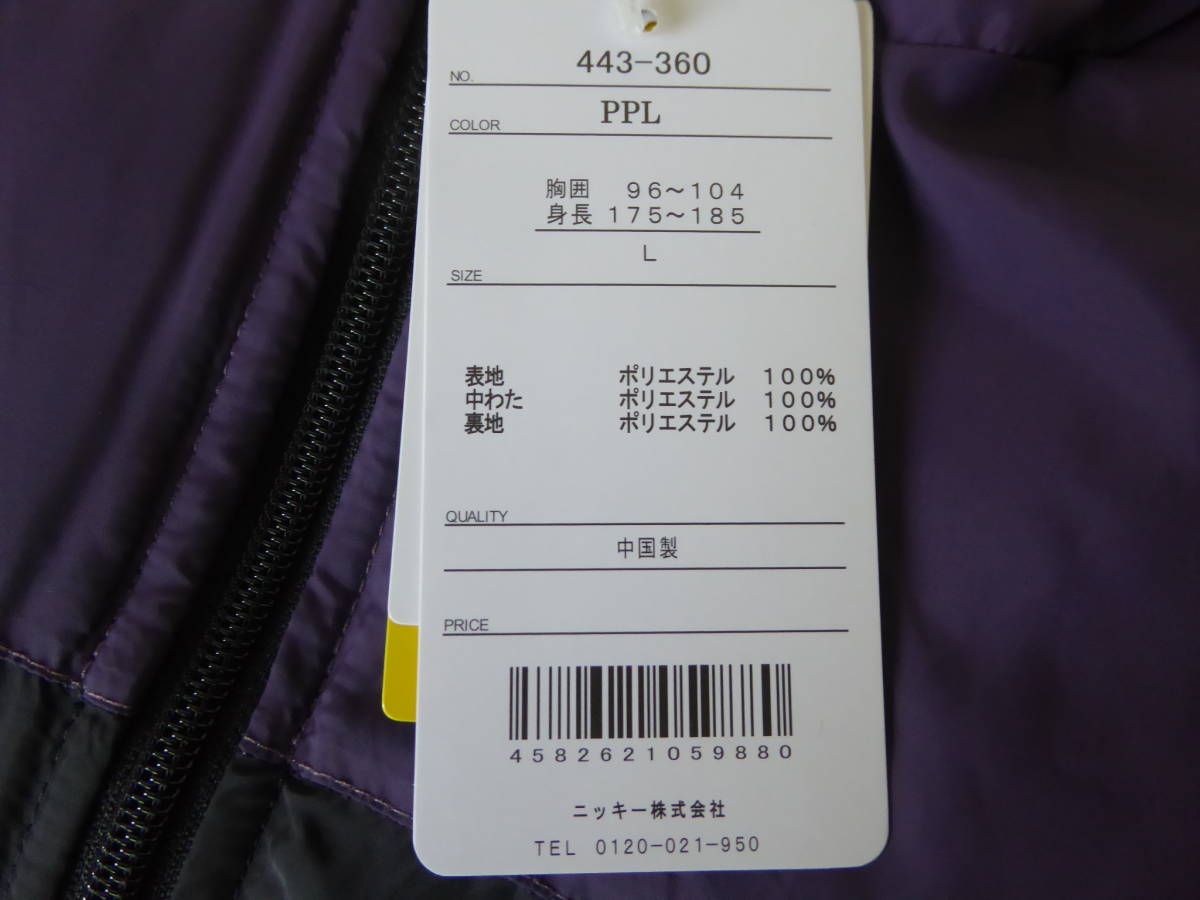 NO. 443-360
COLOR PPL
胸囲 96～104
身長 175～185
L
SIZE
表地 ポリエステル 100%
中わた ポリエステル 100%
裏地 ポリエステル 100%
QUALITY
中国製
PRICE
4582621059880
ニッキー株式会社
TEL 0120-021-950